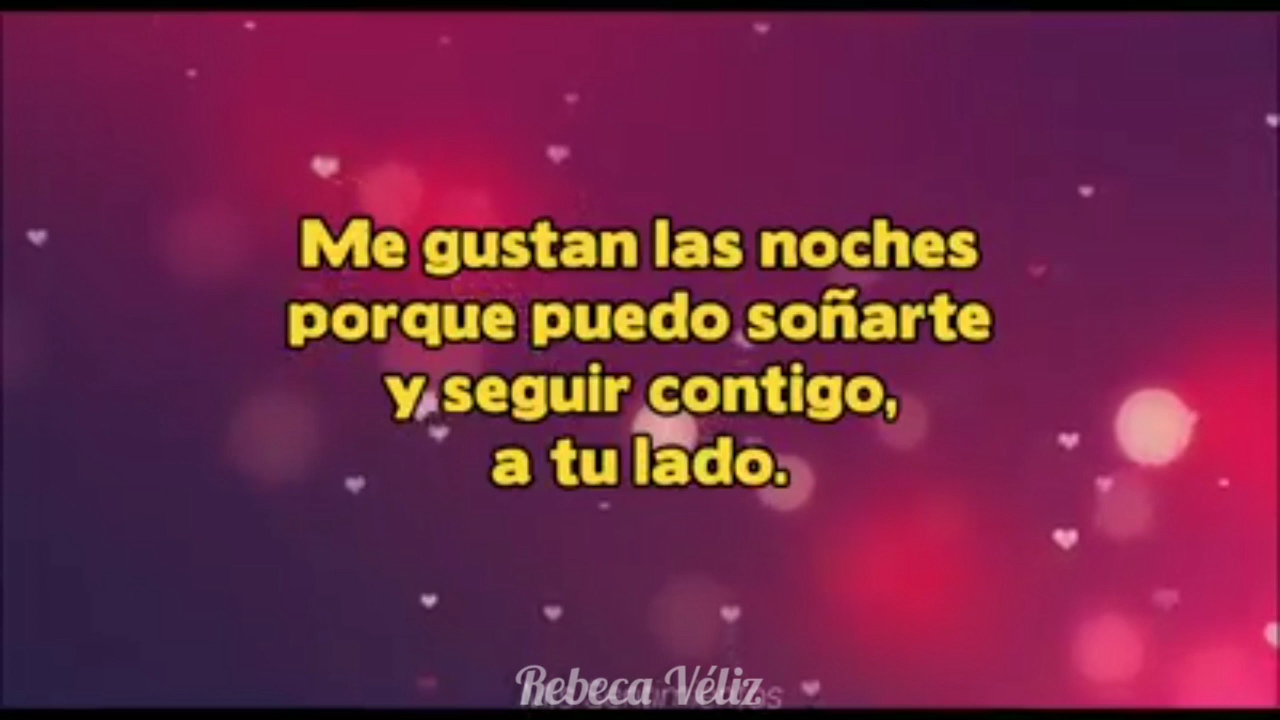 Me gustan las noches
porque puedo soñarte
y seguir contigo,
a tu lado.
Rebeca Véliz